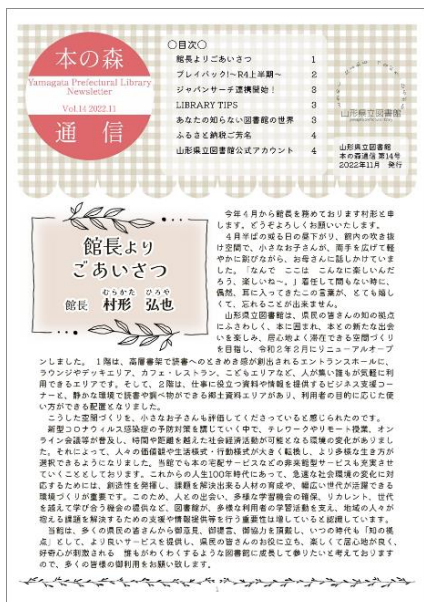 本の森
Yamagata Prefectural Library
Newsletter
Vol.14 2022.11
通信
〇目次〇
館長よりごあいさつ 1
プレイバック!～R4上半期～ 2
ジャパンサーチ連携開始! 3
LIBRARY TIPS 3
あなたの知らない図書館の世界 3
ふるさと納税ご芳名 4
山形県立図書館公式アカウント 4
山形県立図書館
山形県立図書館
本の森通信 第14号
2022年11月 発行
館長より
ごあいさつ
むらかた ひろや
館長 村形 弘也
今年4月から館長を務めております村形と申
します。どうぞよろしくお願いいたします。
4月半ばの或る日の昼下がり、館内の吹き抜
け空間で、小さなお子さんが、両手を広げて軽
やかに跳びながら、お母さんに話しかけていま
した。「なんで ここは こんなに楽しいんだ
ろう、楽しいね～。」着任して間もない時に、
偶然、耳に入ってきたこの言葉が、とても嬉し
くて、忘れることが出来ません。
山形県立図書館は、県民の皆さんの知の拠点
にふさわしく、本に囲まれ、本との新たな出会
いを楽しみ、居心地よく滞在できる空間づくり
を目指し、令和2年2月にリニューアルオープ
ンしました。 1階は、高層書架で読書へのときめき感が創出されるエントランスホールに、
ラウンジやデッキエリア、カフェ・レストラン、こどもエリアなど、人が集い誰もが気軽に利
用できるエリアです。そして、2階は、仕事に役立つ資料や情報を提供するビジネス支援コー
ナーと、静かな環境で読書や調べ物ができる郷土資料エリアがあり、利用者の目的に応じた使
い方ができる配置となりました。
こうした空間づくりを、小さなお子さんも評価してくださっていると感じられたのです。
新型コロナウィルス感染症の予防対策を講じていく中で、テレワークやリモート授業、オン
ライン会議等が普及し、時間や距離を越えた社会経済活動が可能となる環境の変化がありまし
た。それによって、人々の価値観や生活様式・行動様式が大きく転換し、より多様な生き方が
選択できるようになりました。当館でも本の宅配サービスなどの非来館型サービスも充実させ
ていくこととしております。これからの人生100年時代にあって、急速な社会環境の変化に対
応するためには、創造性を発揮し、課題を解決出来る人材の育成や、幅広い世代が活躍できる
環境づくりが重要です。このため、人との出会い、多様な学習機会の確保、リカレント、世代
を越えて学び合う機会の提供など、図書館が、多様な利用者の学習活動を支え、地域の人々が
抱える課題を解決するための支援や情報提供等を行う重要性は増していると認識しています。
当館は、多くの県民の皆さんから御意見、御提言、御協力を頂戴し、いつの時代も「知の拠
点」として、より良いサービスを提供し、県民の皆さんのお役に立ち、楽しくて居心地が良く、
好奇心が刺激される 誰もがわくわくするような図書館に成長して参りたいと考えております
ので、多くの皆様の御利用をお願い致します。
1